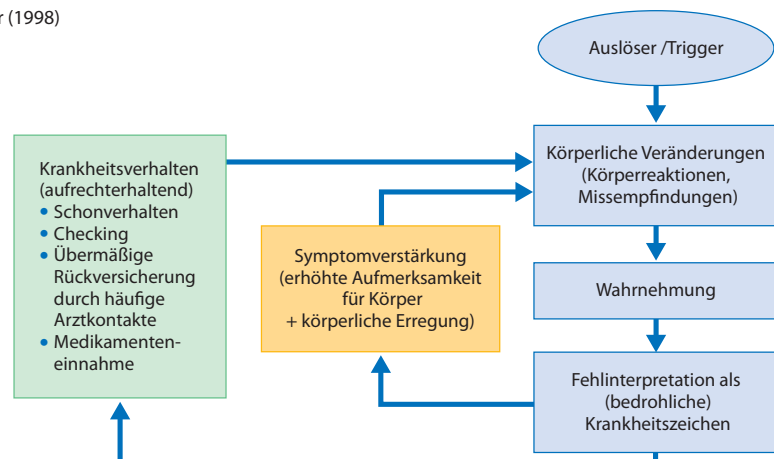 r (1998)
Auslöser /Trigger
Körperliche Veränderungen
(Körperreaktionen,
Missempfindungen)
Krankheitsverhalten
(aufrechterhaltend)
• Schonverhalten
• Checking
• Übermäßige
Rückversicherung
durch häufige
Arztkontakte
• Medikamenten-
einnahme
Symptomverstärkung
(erhöhte Aufmerksamkeit
für Körper
+ körperliche Erregung)
Wahrnehmung
Fehlinterpretation als
(bedrohliche)
Krankheitszeichen